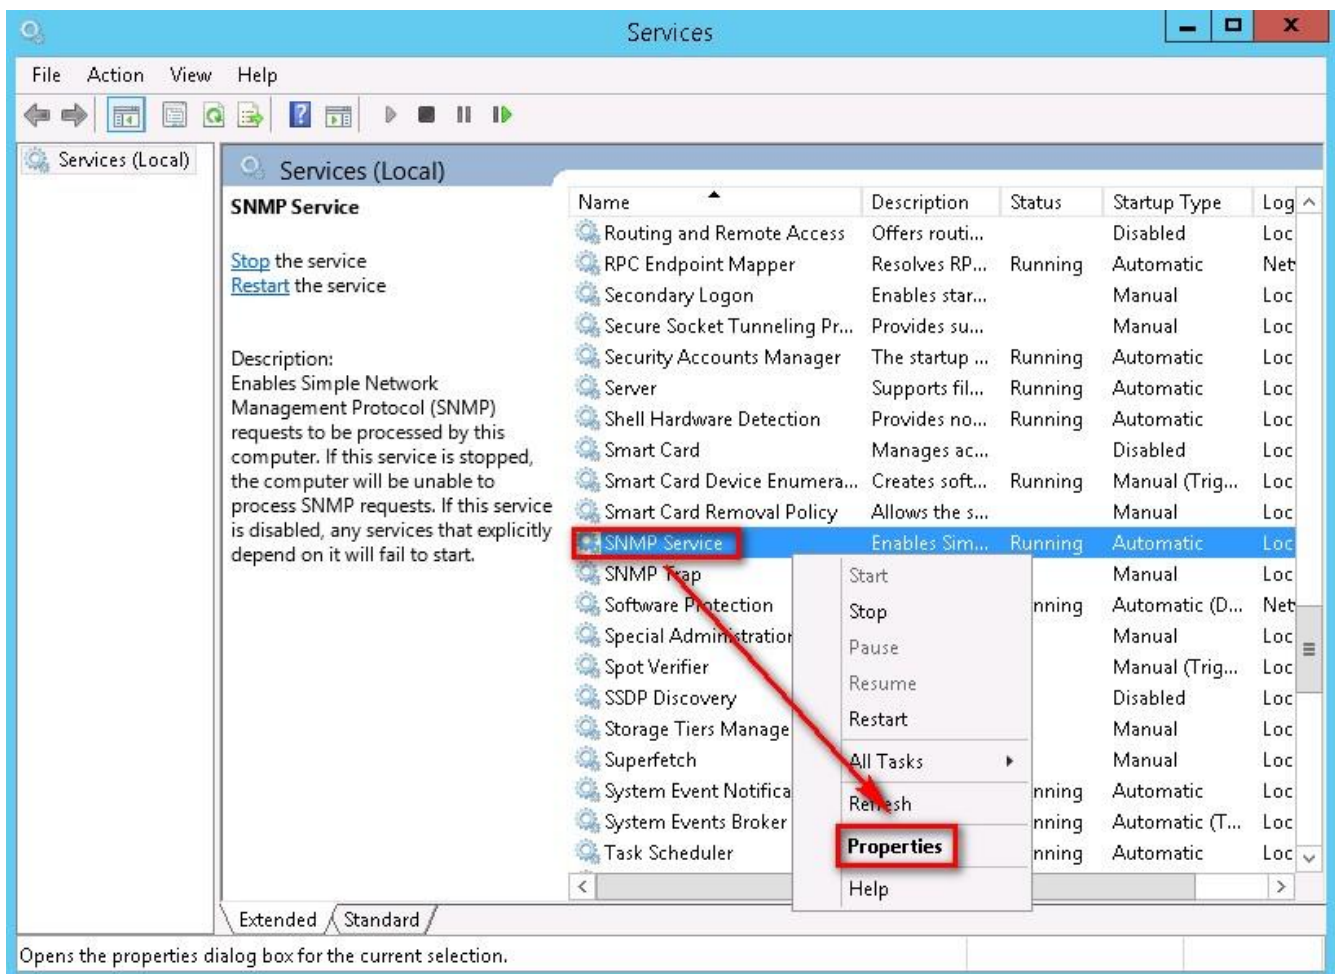 Services
File Action View Help
Services (Local)
Services (Local)
SNMP Service
Stop the service
Restart the service
Description:
Enables Simple Network
Management Protocol (SNMP)
requests to be processed by this
computer. If this service is stopped,
the computer will be unable to
process SNMP requests. If this service
is disabled, any services that explicitly
depend on it will fail to start.
Name Description Status Startup Type Log
Routing and Remote Access Offers routi... Disabled Loc
RPC Endpoint Mapper Resolves RP... Running Automatic Net
Secondary Logon Enables star... Manual Loc
Secure Socket Tunneling Pr... Provides su... Manual Loc
Security Accounts Manager The startup ... Running Automatic Loc
Server Supports fil... Running Automatic Loc
Shell Hardware Detection Provides no... Running Automatic Loc
Smart Card Manages ac... Disabled Loc
Smart Card Device Enumera... Creates soft... Running Manual (Trig... Loc
Smart Card Removal Policy Allows the s... Manual Loc
SNMP Service Enables Sim... Running Automatic Loc
SNMP Trap Manual Loc
Software Protection nning Automatic (D... Net
Special Administration Manual Loc
Spot Verifier Manual (Trig... Loc
SSDP Discovery Disabled Loc
Storage Tiers Manage Manual Loc
Superfetch Manual Loc
System Event Notifica nning Automatic Loc
System Events Broker nning Automatic (T... Loc
Task Scheduler nning Automatic Loc
Start
Stop
Pause
Resume
Restart
All Tasks
Refresh
Properties
Help
Extended Standard
Opens the properties dialog box for the current selection.